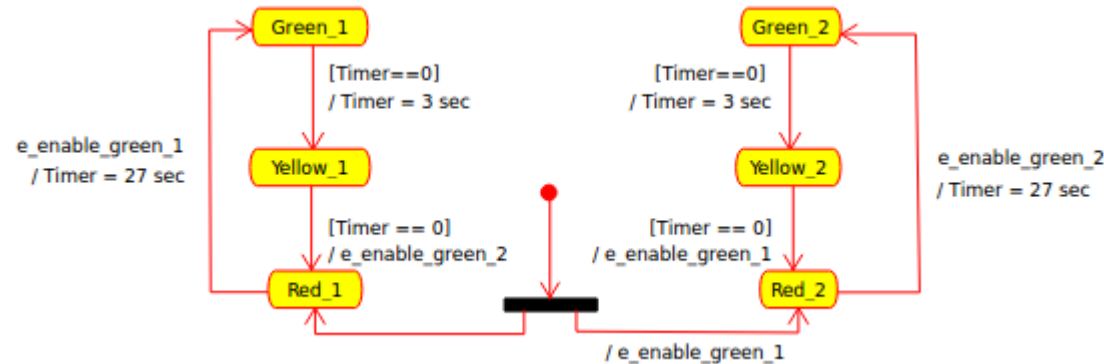 Green_1
Green_2
[Timer==0]
/ Timer = 3 sec
[Timer==0]
/ Timer = 3 sec
e_enable_green_1
/ Timer = 27 sec
Yellow_1
Yellow_2
e_enable_green_2
/ Timer = 27 sec
[Timer == 0]
/ e_enable_green_2
[Timer == 0]
/ e_enable_green_1
Red_1
Red_2
/ e_enable_green_1